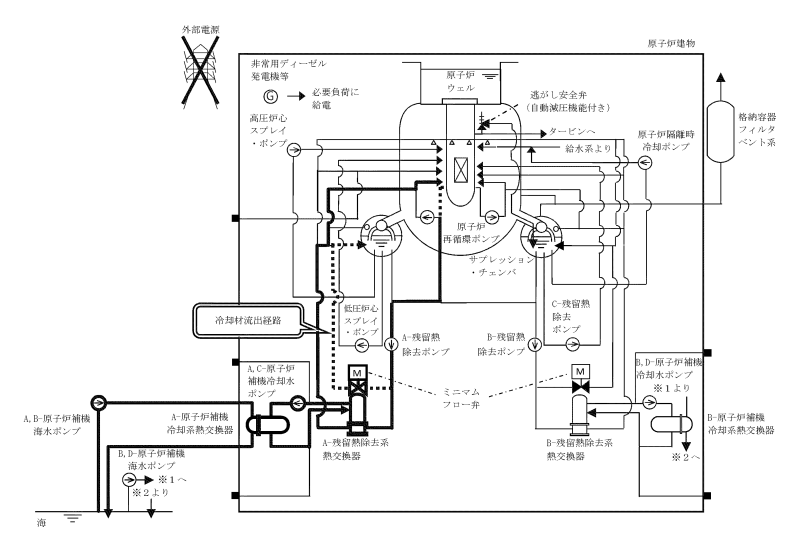 外部電源
原子炉建物
非常用ディーゼル
発電機等
G
必要負荷に
給電
原子炉
ウェル
逃がし安全弁
(自動減圧機能付き)
高圧炉心
スプレイ
・ポンプ
タービンへ
給水系より
原子炉隔離時
冷却ポンプ
格納容器
フィルタ
ベント系
原子炉
再循環ポンプ
サプレッション
・チェンバ
冷却材流出経路
低圧炉心
スプレイ
・ポンプ
A-残留熱
除去ポンプ
B-残留熱
除去ポンプ
C-残留熱
除去
ポンプ
A,C-原子炉
補機冷却水
ポンプ
M
ミニマム
フロー弁
M
B,D-原子炉補機
冷却水ポンプ
※1より
A,B-原子炉補機
海水ポンプ
A-原子炉補機
冷却系熱交換器
A-残留熱除去系
熱交換器
B-残留熱除去系
熱交換器
B-原子炉補機
冷却系熱交換器
※2へ
B,D-原子炉補機
海水ポンプ
※1へ
※2より
海